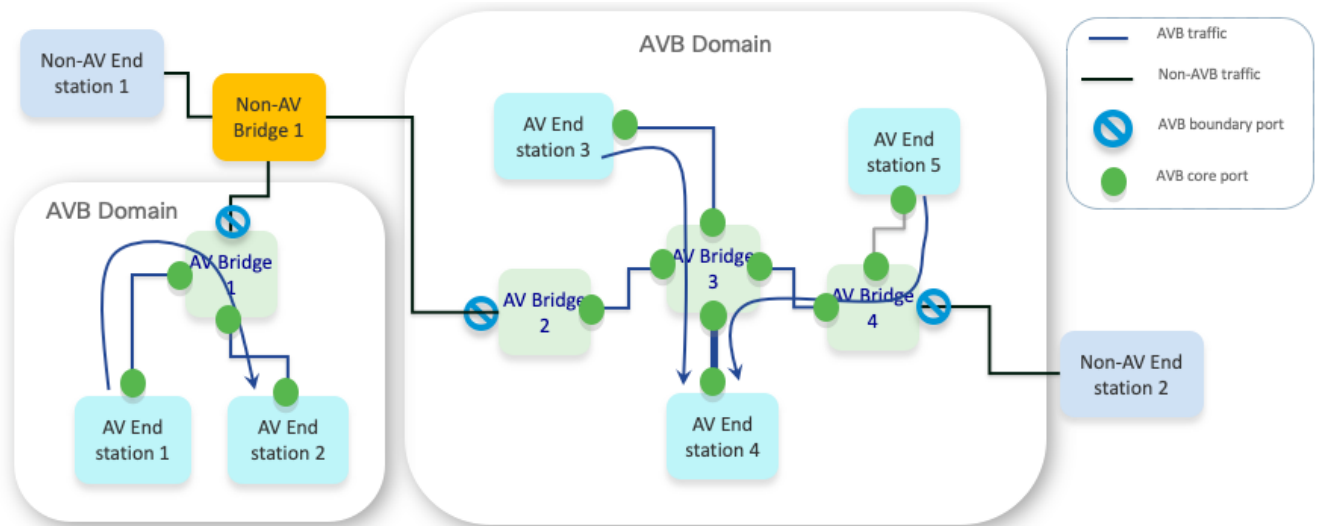 AVB Domain
AVB traffic
Non-AVB traffic
AVB boundary port
AVB core port
Non-AV End
station 1
Non-AV
Bridge 1
AV End
station 3
AV End
station 5
AVB Domain
AV Bridge
1
AV Bridge
2
AV Bridge
3
AV Bridge
4
Non-AV End
station 2
AV End
station 1
AV End
station 2
AV End
station 4